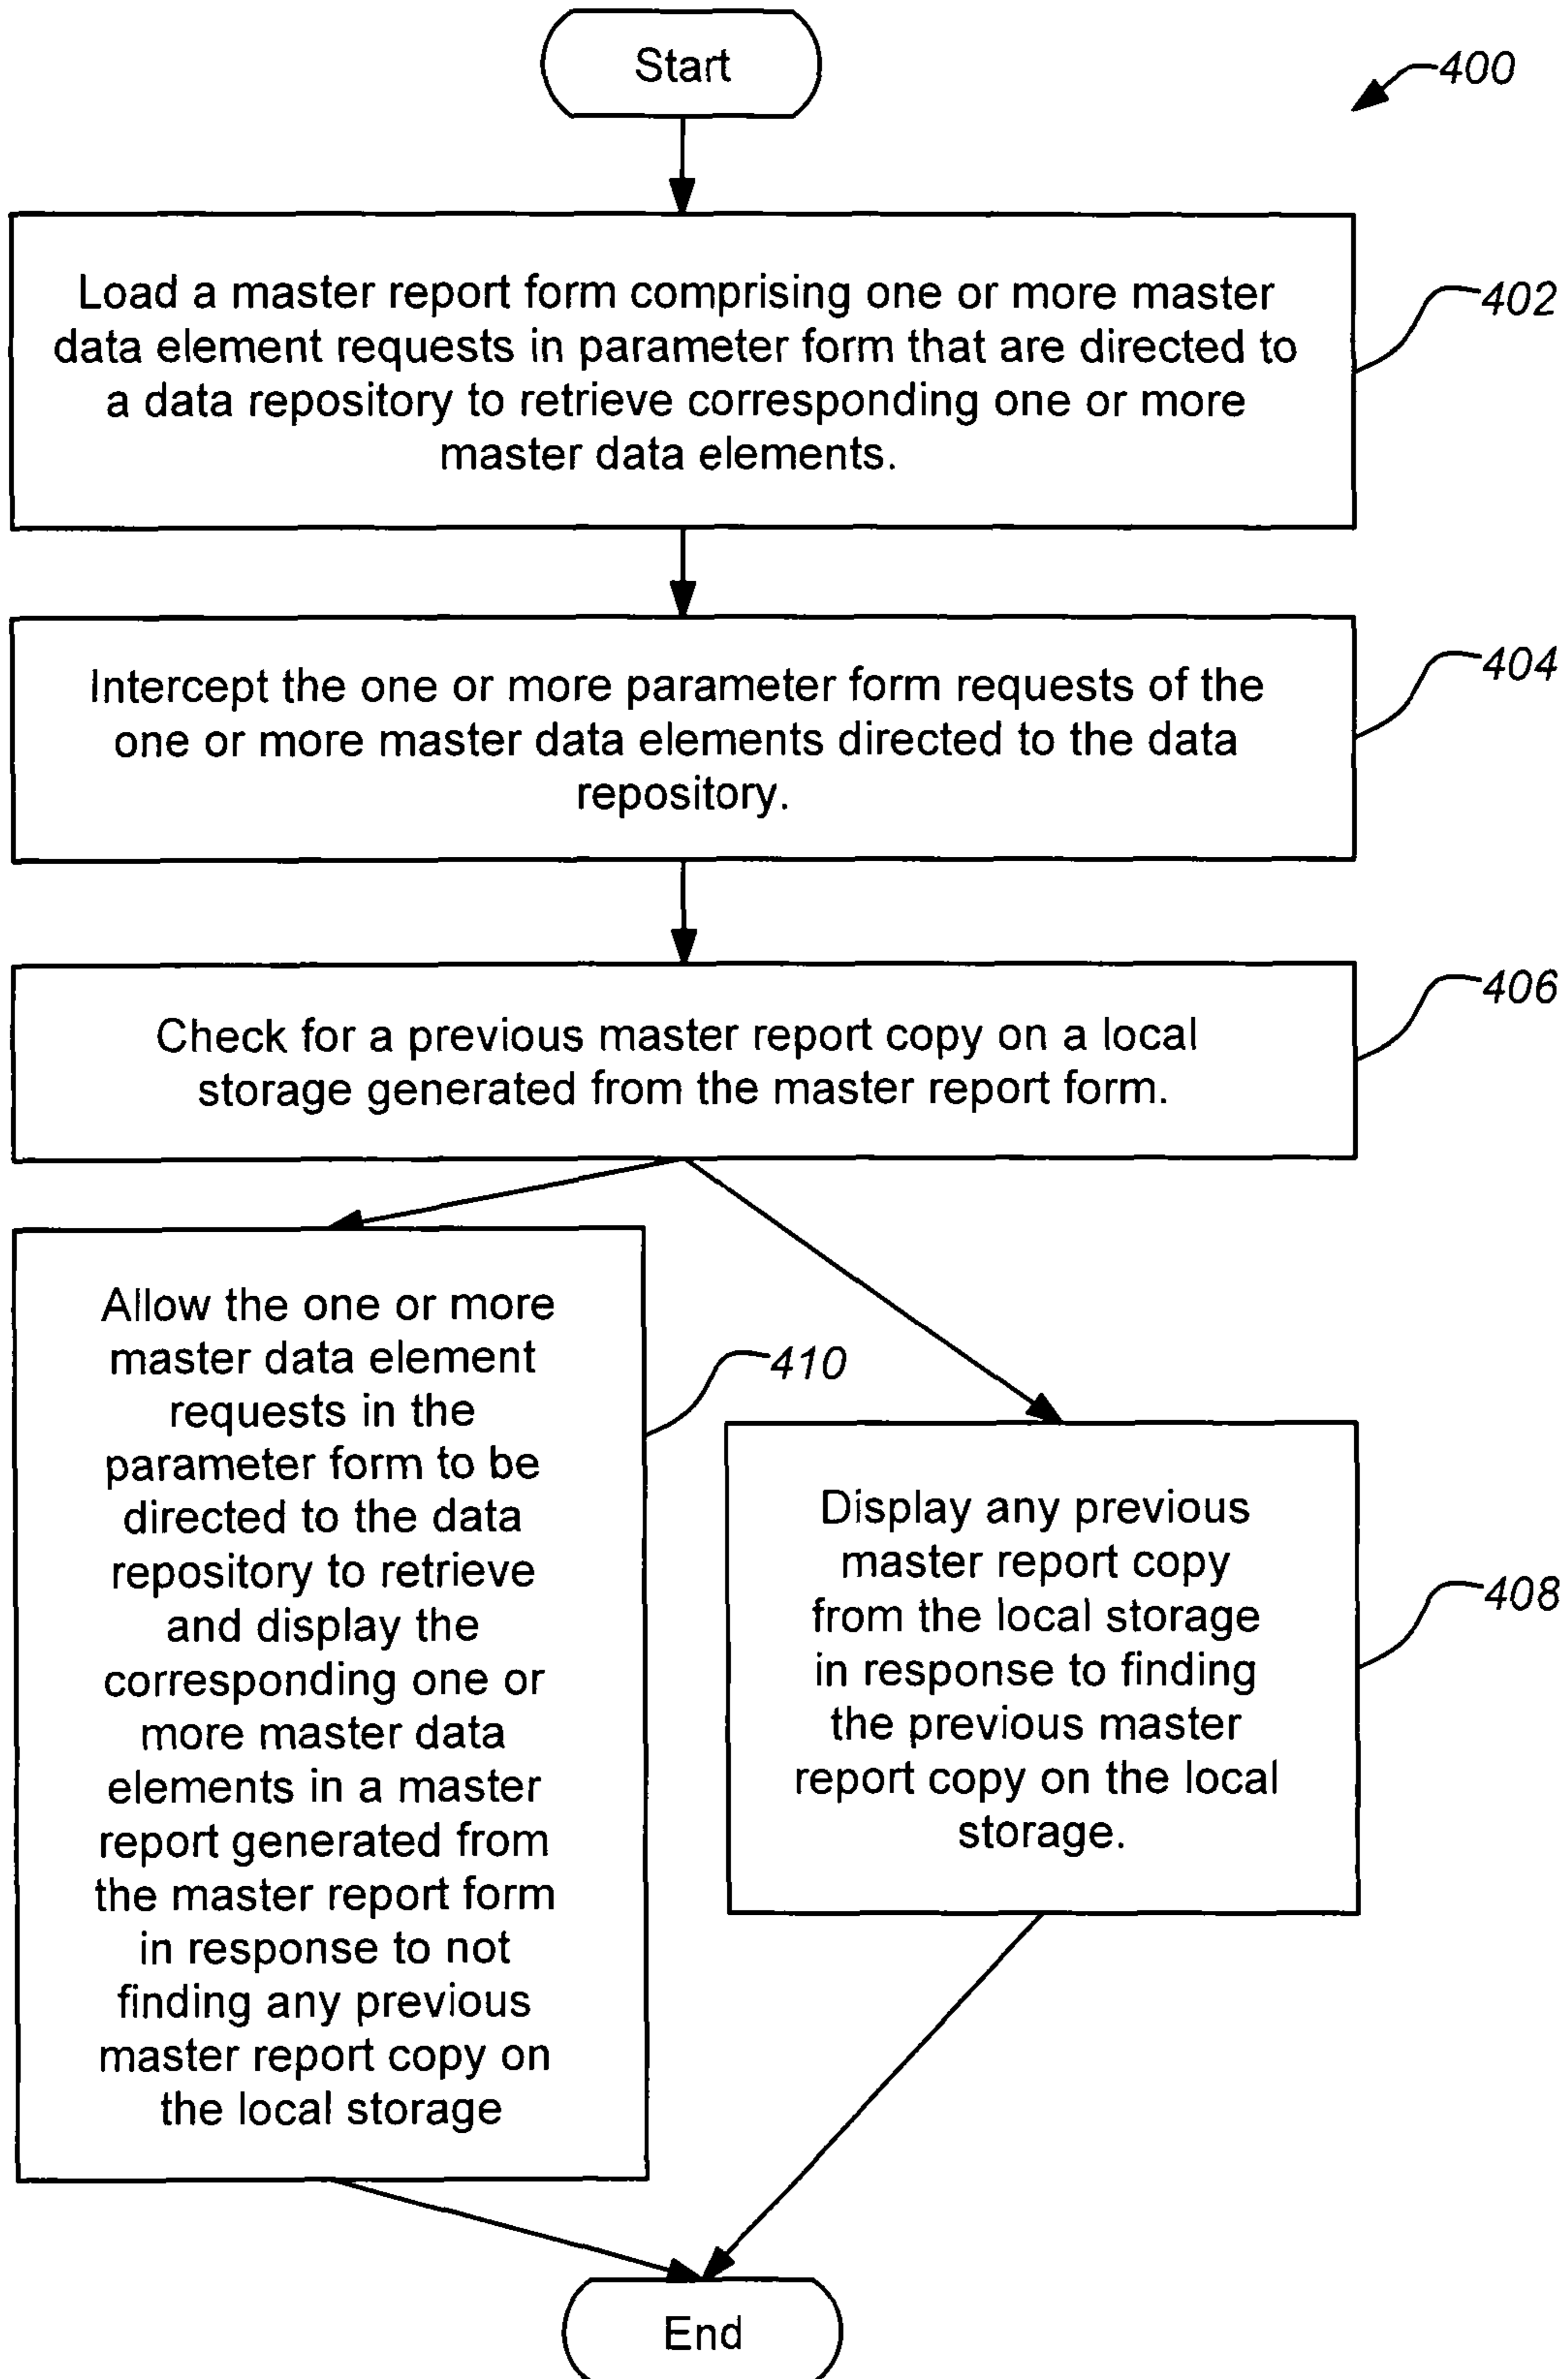 Start
400
Load a master report form comprising one or more master
data element requests in parameter form that are directed to
a data repository to retrieve corresponding one or more
master data elements.
402
Intercept the one or more parameter form requests of the
one or more master data elements directed to the data
repository.
404
Check for a previous master report copy on a local
storage generated from the master report form.
406
Allow the one or more
master data element
requests in the
parameter form to be
directed to the data
repository to retrieve
and display the
corresponding one or
more master data
elements in a master
report generated from
the master report form
in response to not
finding any previous
master report copy on
the local storage
410
Display any previous
master report copy
from the local storage
in response to finding
the previous master
report copy on the local
storage.
408
End